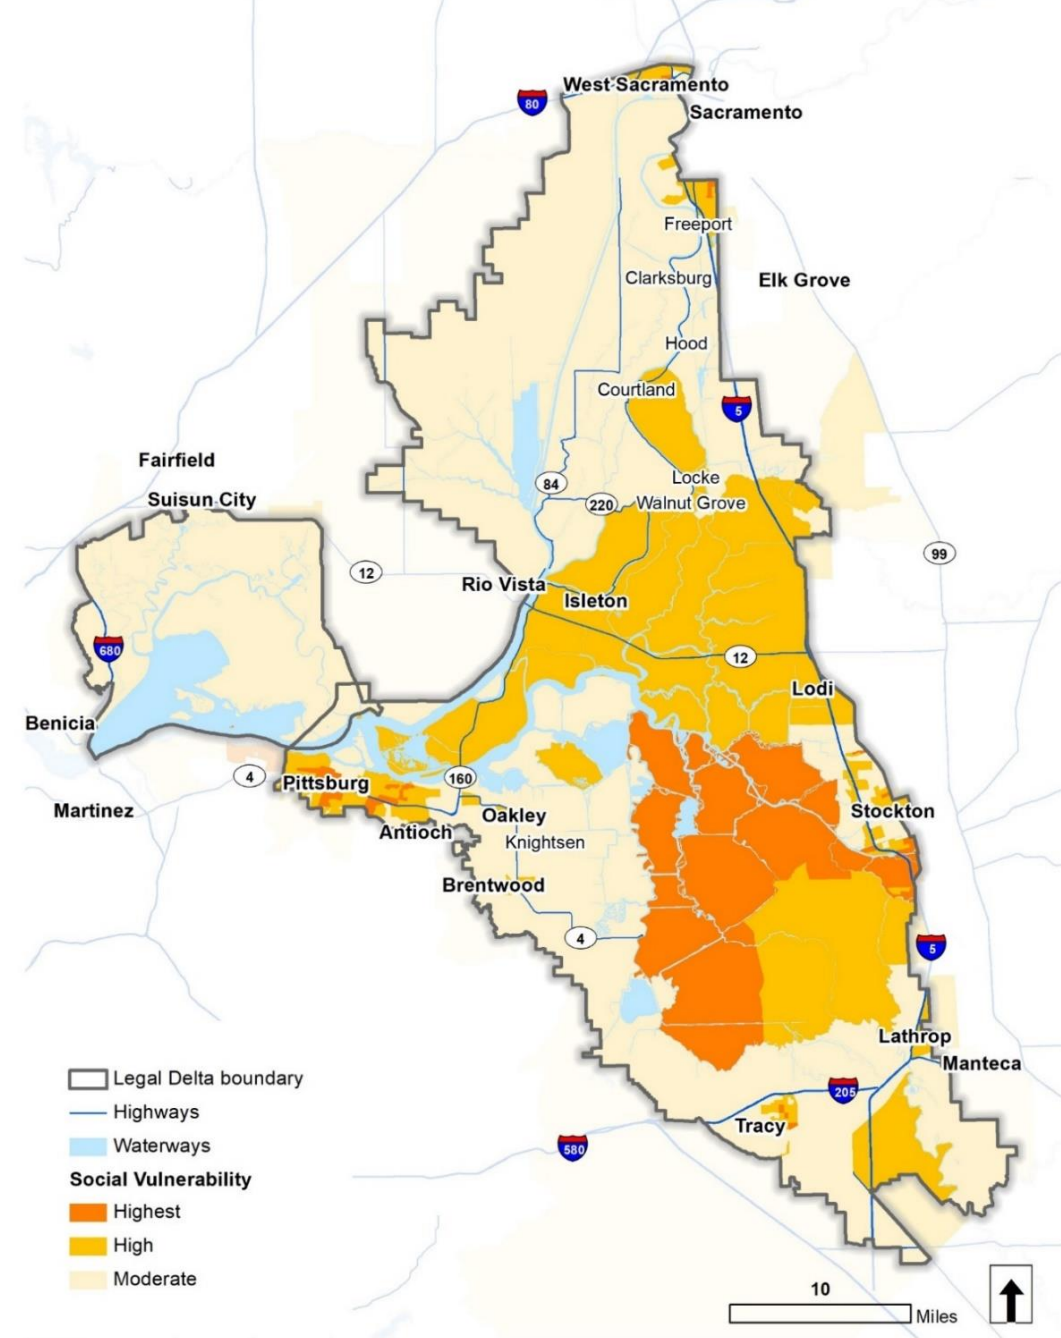 West Sacramento
80
Sacramento
Freeport
Clarksburg
Elk Grove
Hood
Courtland
5
Fairfield
Locke
84
Suisun City
220
Walnut Grove
99
12
Rio Vista
Isleton
680
12
Lodi
Benicia
4
Pittsburg
160
Martinez
Antioch
Oakley
Stockton
Knightsen
Brentwood
4
5
Lathrop
Manteca
205
Tracy
580
Legal Delta boundary
Highways
Waterways
Social Vulnerability
Highest
High
Moderate
10
Miles